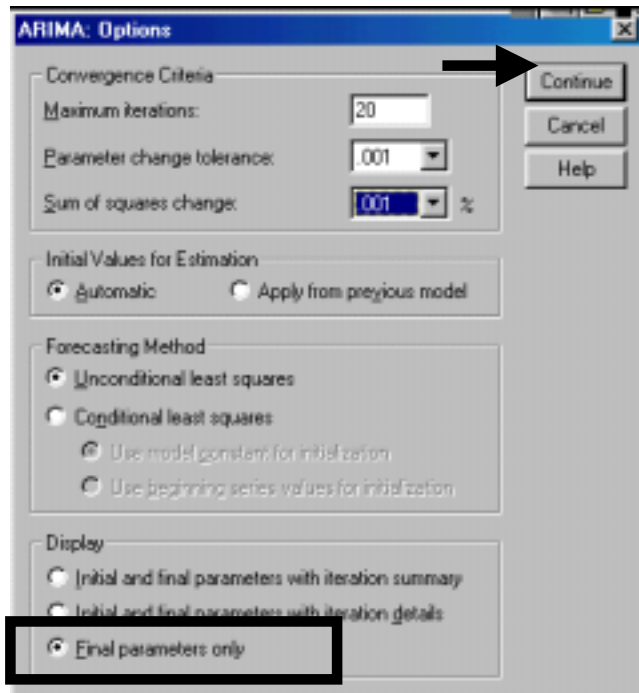 ARIMA: Options
Convergence Criteria
Maximum iterations: 20
Parameter change tolerance: .001
Sum of squares change: .001 %
Continue
Cancel
Help
Initial Values for Estimation
Automatic Apply from previous model
Forecasting Method
Unconditional least squares
Conditional least squares
Use model constant for initialization
Use beginning series values for initialization
Display
Initial and final parameters with iteration summary
Initial and final parameters with iteration details
Final parameters only